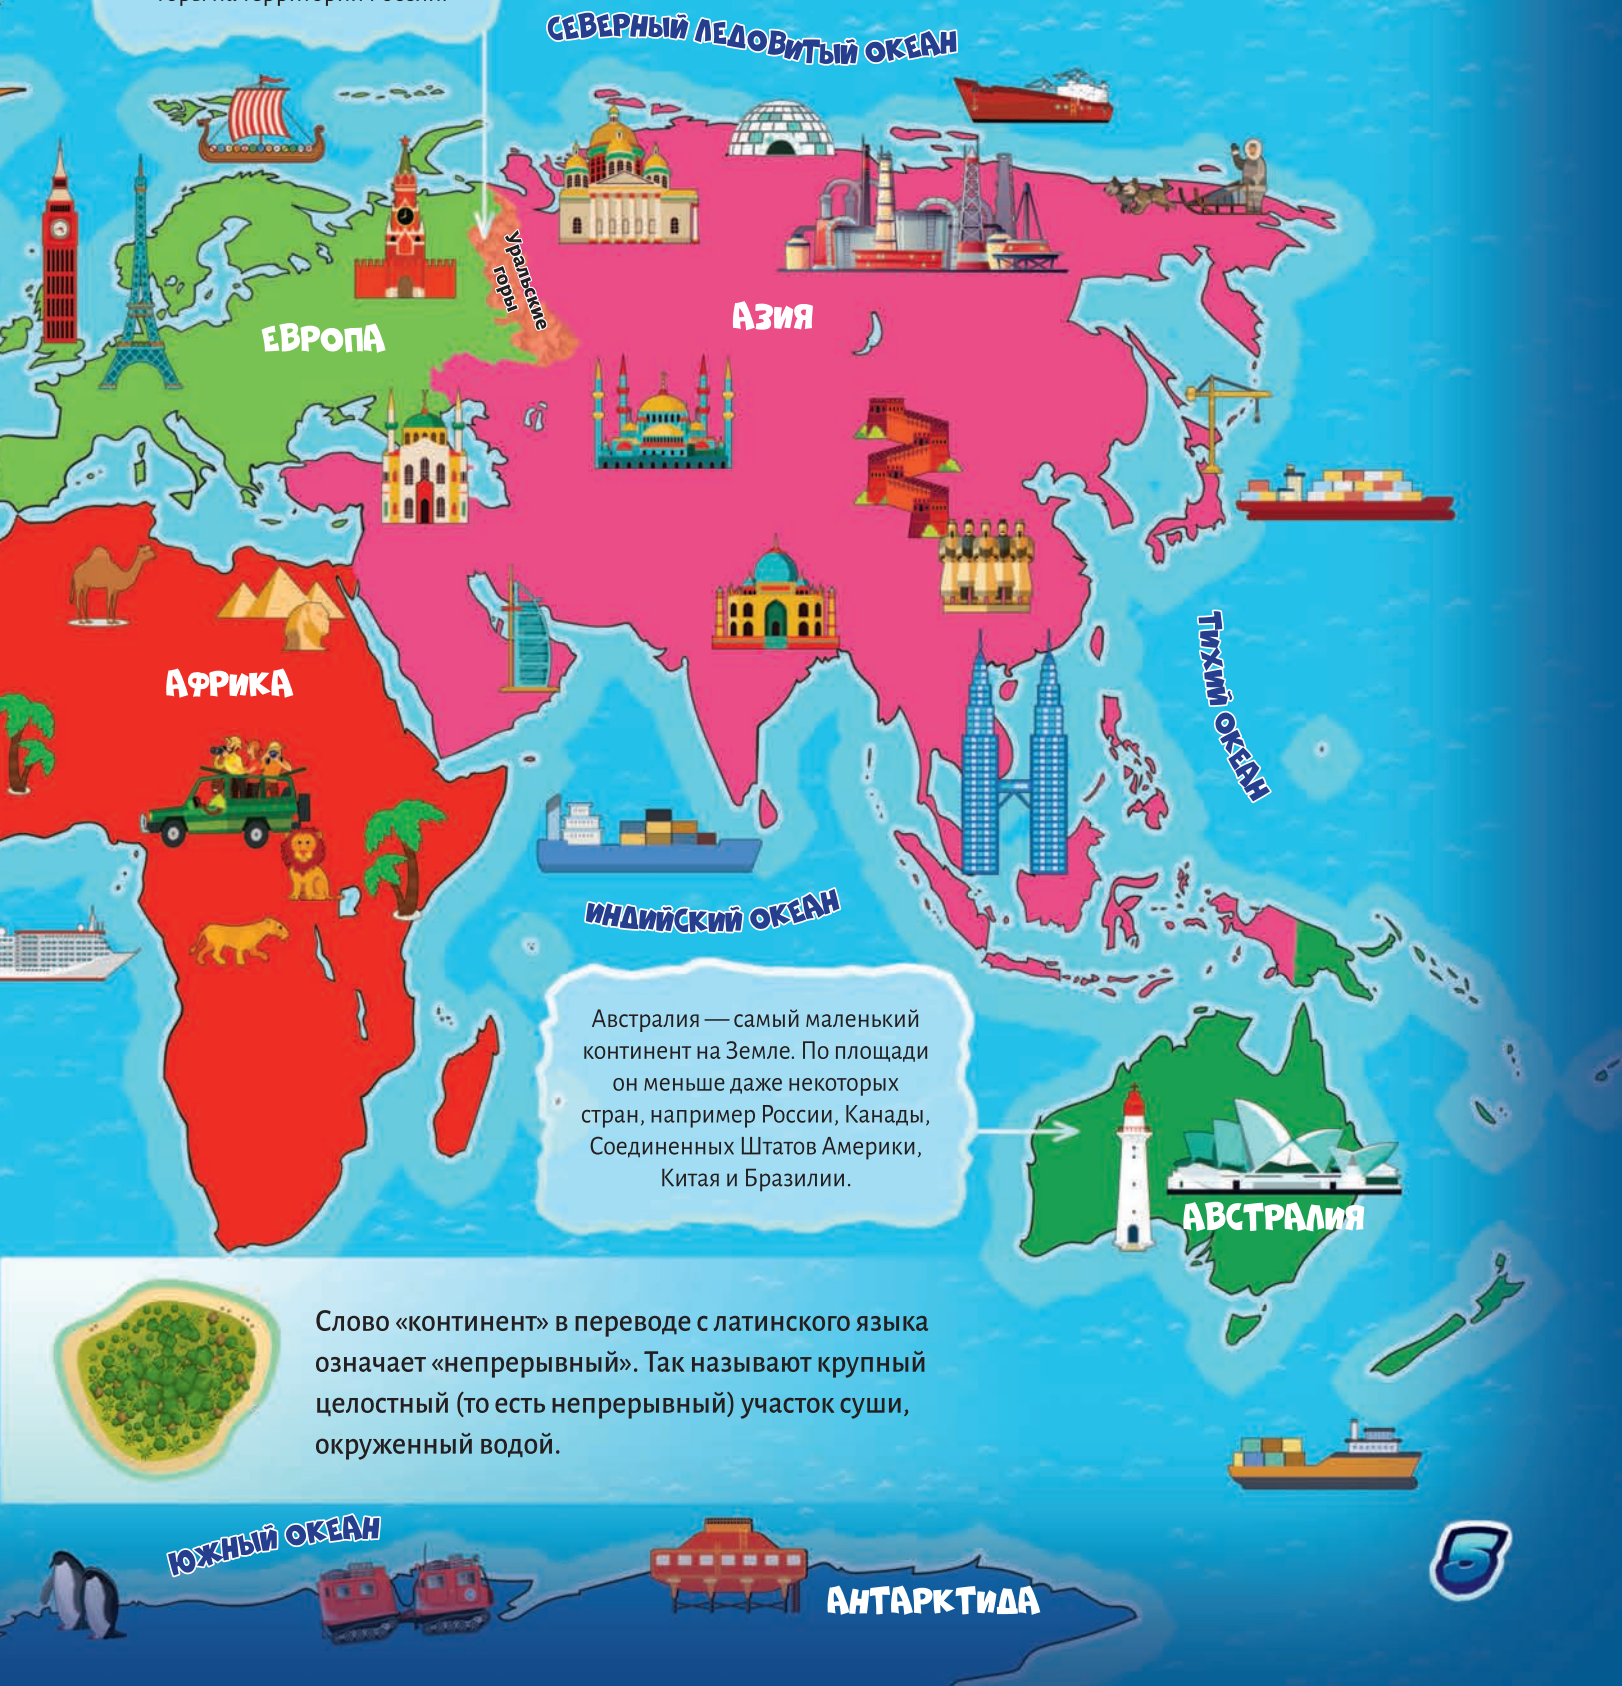 СЕВЕРНЫЙ ЛЕДОВИТЫЙ ОКЕАН
Уральские
горы
ЕВРОПА
АЗИЯ
АФРИКА
ТИХИЙ ОКЕАН
ИНДИЙСКИЙ ОКЕАН
Австралия — самый маленький
континент на Земле. По площади
он меньше даже некоторых
стран, например России, Канады,
Соединенных Штатов Америки,
Китая и Бразилии.
АВСТРАЛИЯ
Слово «континент» в переводе с латинского языка
означает «непрерывный». Так называют крупный
целостный (то есть непрерывный) участок суши,
окруженный водой.
ЮЖНЫЙ ОКЕАН
АНТАРКТИДА
5